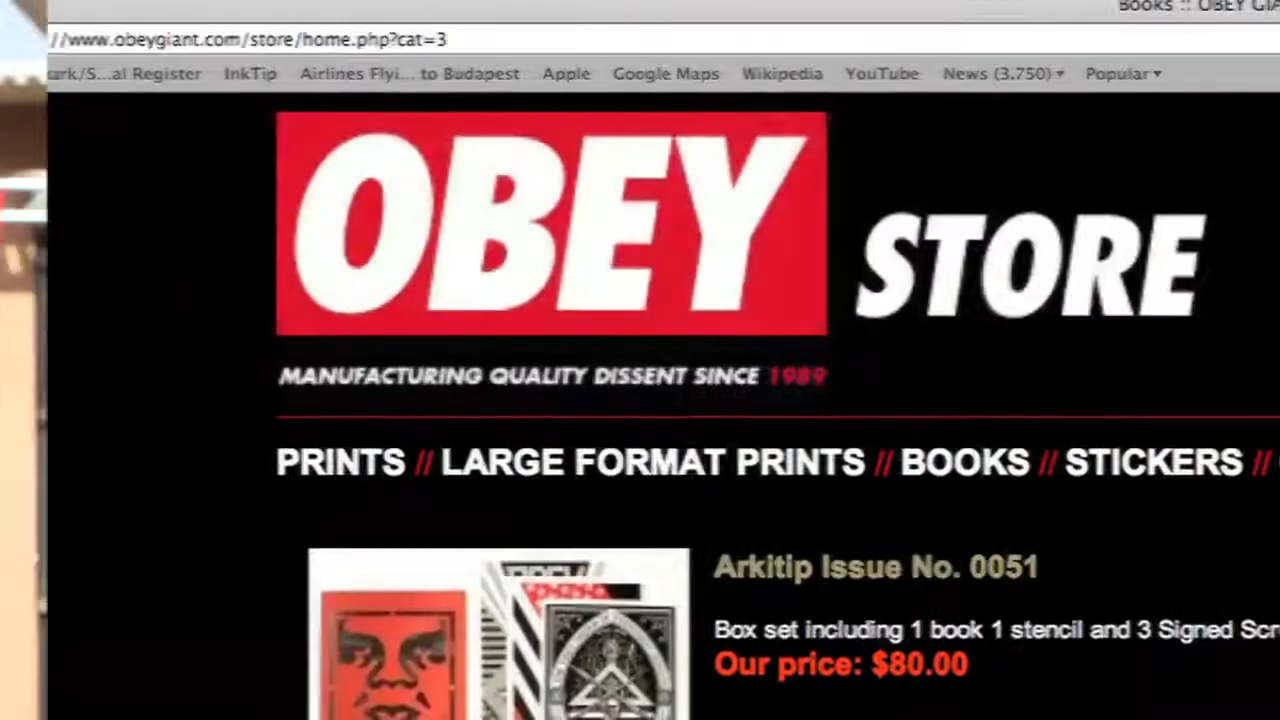 Books :: OBEY GIA
//www.obeygiant.com/store/home.php?cat=3
ark/S...al Register InkTip Airlines Flyi... to Budapest Apple Google Maps Wikipedia YouTube News (3,750) Popular
OBEY STORE
MANUFACTURING QUALITY DISSENT SINCE 1989
PRINTS // LARGE FORMAT PRINTS // BOOKS // STICKERS //
Arkitip Issue No. 0051
Box set including 1 book 1 stencil and 3 Signed Scr
Our price: $80.00